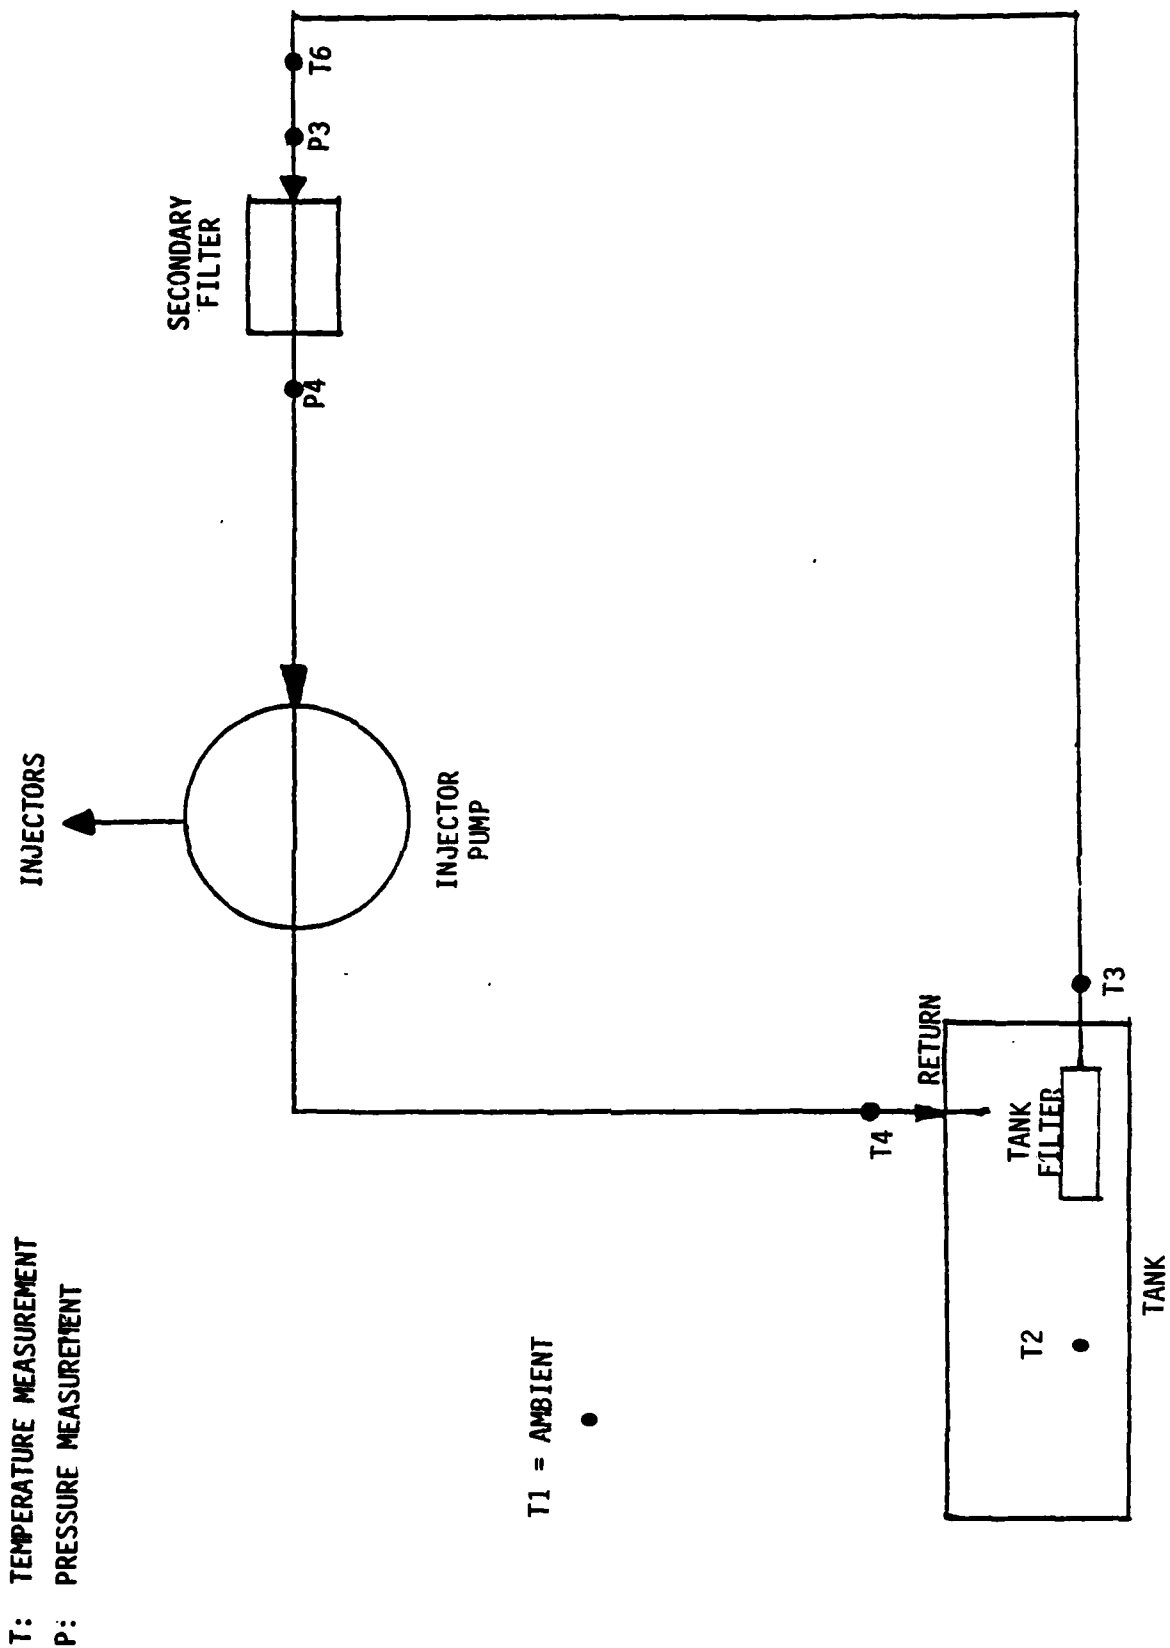 T: TEMPERATURE MEASUREMENT
P: PRESSURE MEASUREMENT
INJECTORS
SECONDARY
FILTER
T6
P3
P4
INJECTOR
PUMP
T1 = AMBIENT
T4
RETURN
TANK
FILTER
T2
T3
TANK